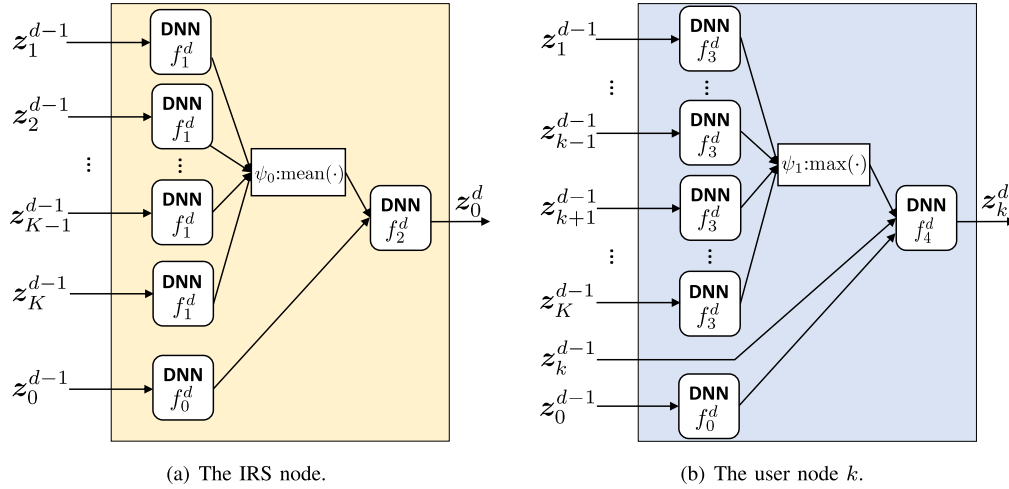 z_1^{d-1} DNN f_1^d
z_2^{d-1} DNN f_1^d
⋮ ⋮
ψ_0:mean(·)
z_{K-1}^{d-1} DNN f_1^d
DNN f_2^d z_0^d
z_K^{d-1} DNN f_1^d
z_0^{d-1} DNN f_0^d
(a) The IRS node.
z_1^{d-1} DNN f_3^d
⋮ ⋮
z_{k-1}^{d-1} DNN f_3^d
ψ_1:max(·)
z_{k+1}^{d-1} DNN f_3^d
DNN f_4^d z_k^d
⋮ ⋮
z_K^{d-1} DNN f_3^d
z_k^{d-1}
z_0^{d-1} DNN f_0^d
(b) The user node k.